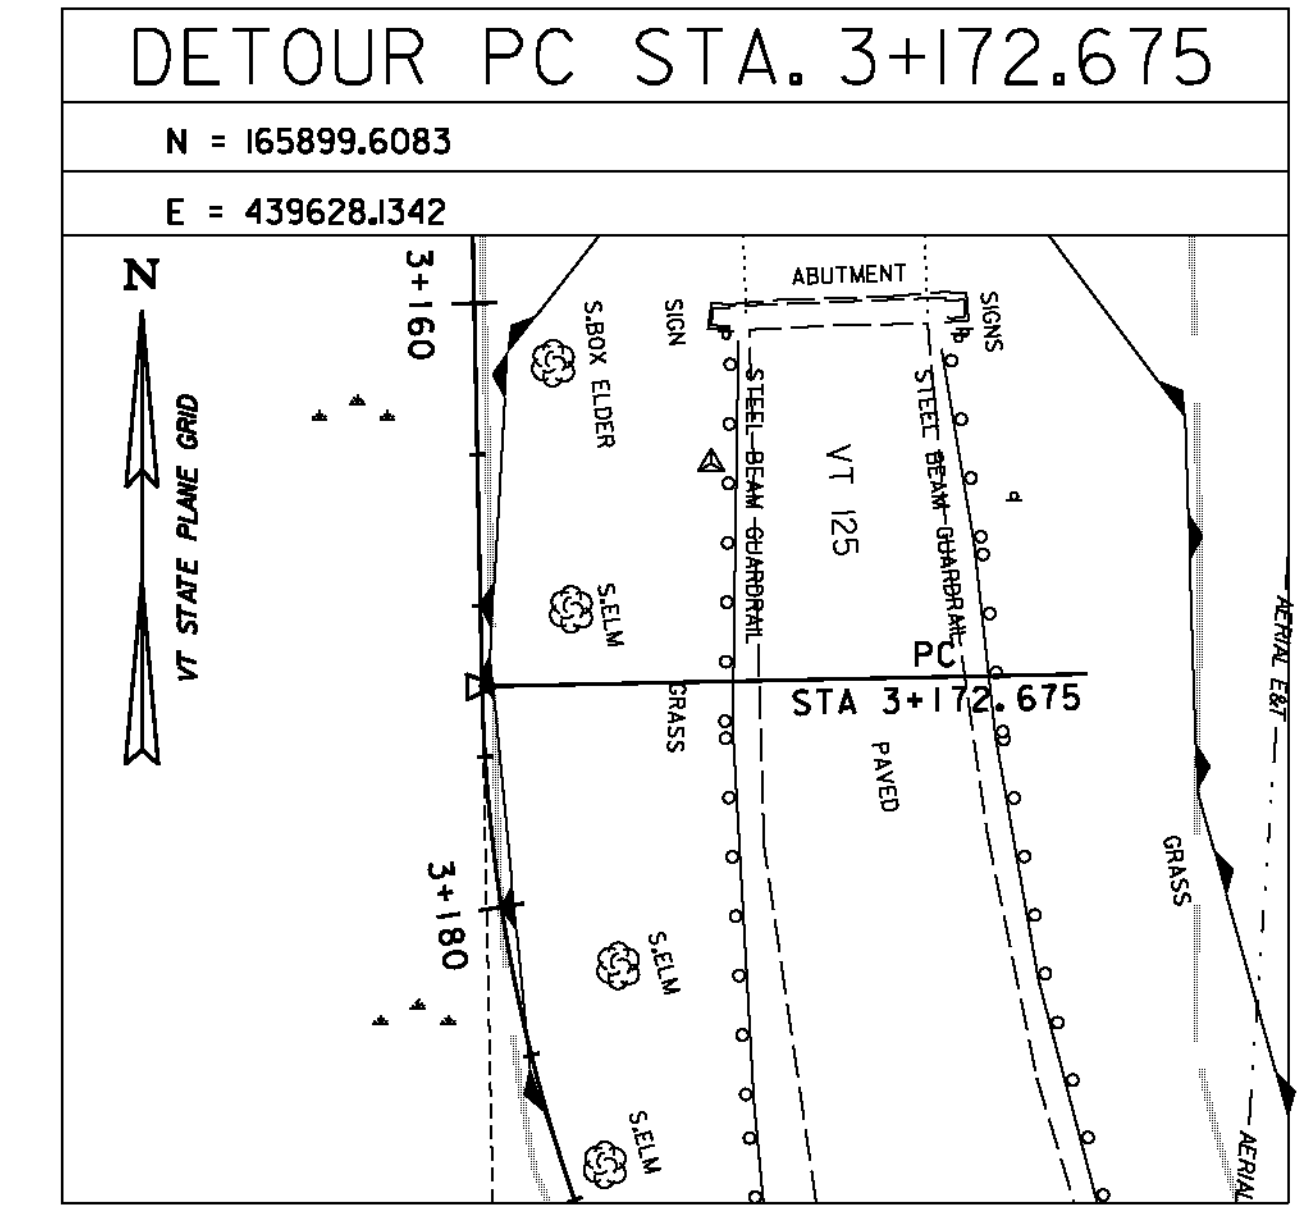 DETOUR PC STA. 3+172.675
N = 165899.6083
E = 439628.1342
N
VT STATE PLANE GRID
3+160
S.BOX ELDER
SIGN
ABUTMENT
SIGNS
STEEL BEAM GUARDRAIL
VT 125
STEEL BEAM GUARDRAIL
S.ELM
AERIAL E&T
PC
STA 3+172.675
GRASS
PAVED
GRASS
3+180
S.ELM
S.ELM
AERIAL